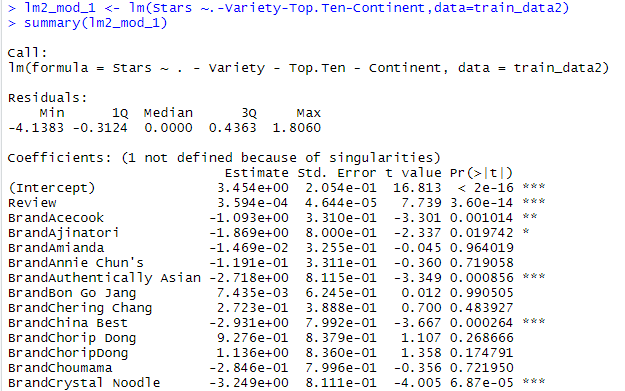 > lm2_mod_1 <- lm(Stars ~.-Variety-Top.Ten-Continent,data=train_data2)
> summary(lm2_mod_1)
Call:
lm(formula = Stars ~ . - Variety - Top.Ten - Continent, data = train_data2)
Residuals:
Min 1Q Median 3Q Max
-4.1383 -0.3124 0.0000 0.4363 1.8060
Coefficients: (1 not defined because of singularities)
Estimate Std. Error t value Pr(>|t|)
(Intercept) 3.454e+00 2.054e-01 16.813 < 2e-16 ***
Review 3.594e-04 4.644e-05 7.739 3.60e-14 ***
BrandAcecook -1.093e+00 3.310e-01 -3.301 0.001014 **
BrandAjinatori -1.869e+00 8.000e-01 -2.337 0.019742 *
BrandAmianda -1.469e-02 3.255e-01 -0.045 0.964019
BrandAnnie Chun's -1.191e-01 3.311e-01 -0.360 0.719058
BrandAuthentically Asian -2.718e+00 8.115e-01 -3.349 0.000856 ***
BrandBon Go Jang 7.435e-03 6.245e-01 0.012 0.990505
BrandChering Chang 2.723e-01 3.888e-01 0.700 0.483927
BrandChina Best -2.931e+00 7.992e-01 -3.667 0.000264 ***
BrandChorip Dong 9.276e-01 8.379e-01 1.107 0.268666
BrandChoripDong 1.136e+00 8.360e-01 1.358 0.174791
BrandChoumama -2.846e-01 7.996e-01 -0.356 0.721950
BrandCrystal Noodle -3.249e+00 8.111e-01 -4.005 6.87e-05 ***